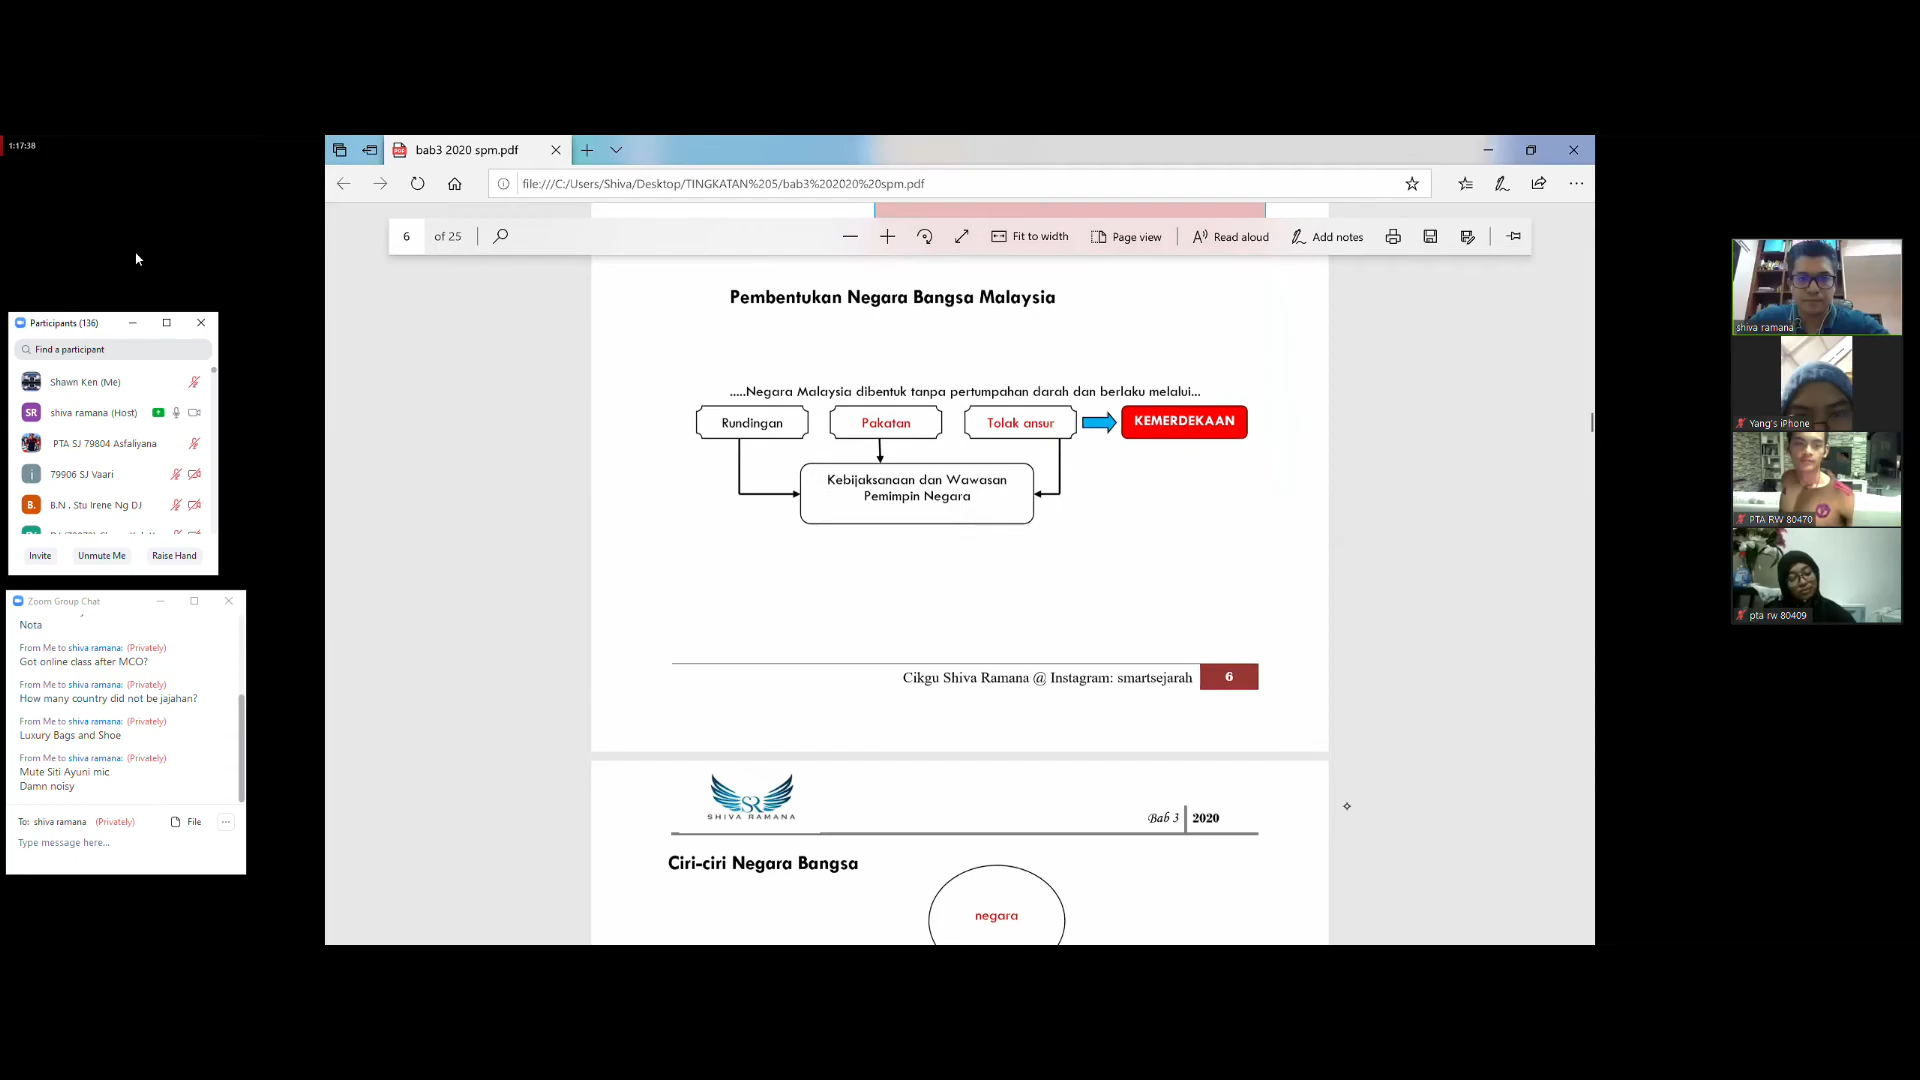 1:17:38
bab3 2020 spm.pdf
file:///C:/Users/Shiva/Desktop/TINGKATAN%205/bab3%202020%20spm.pdf
6 of 25
Fit to width
Page view
Read aloud
Add notes
Pembentukan Negara Bangsa Malaysia
.....Negara Malaysia dibentuk tanpa pertumpahan darah dan berlaku melalui...
Rundingan
Pakatan
Tolak ansur
KEMERDEKAAN
Kebijaksanaan dan Wawasan
Pemimpin Negara
Cikgu Shiva Ramana @ Instagram: smartsejarah
6
SR
SHIVA RAMANA
Bab 3
2020
Ciri-ciri Negara Bangsa
negara
Participants (136)
Find a participant
Shawn Ken (Me)
SR
shiva ramana (Host)
PTA SJ 79804 Asfaliyana
i
79906 SJ Vaari
B.
B.N . Stu Irene Ng DJ
Invite
Unmute Me
Raise Hand
Zoom Group Chat
Nota
From Me to shiva ramana: (Privately)
Got online class after MCO?
From Me to shiva ramana: (Privately)
How many country did not be jajahan?
From Me to shiva ramana: (Privately)
Luxury Bags and Shoe
From Me to shiva ramana: (Privately)
Mute Siti Ayuni mic
Damn noisy
To: shiva ramana (Privately)
File
Type message here...
shiva ramana
Yang's iPhone
PTA RW 80470
pta rw 80409